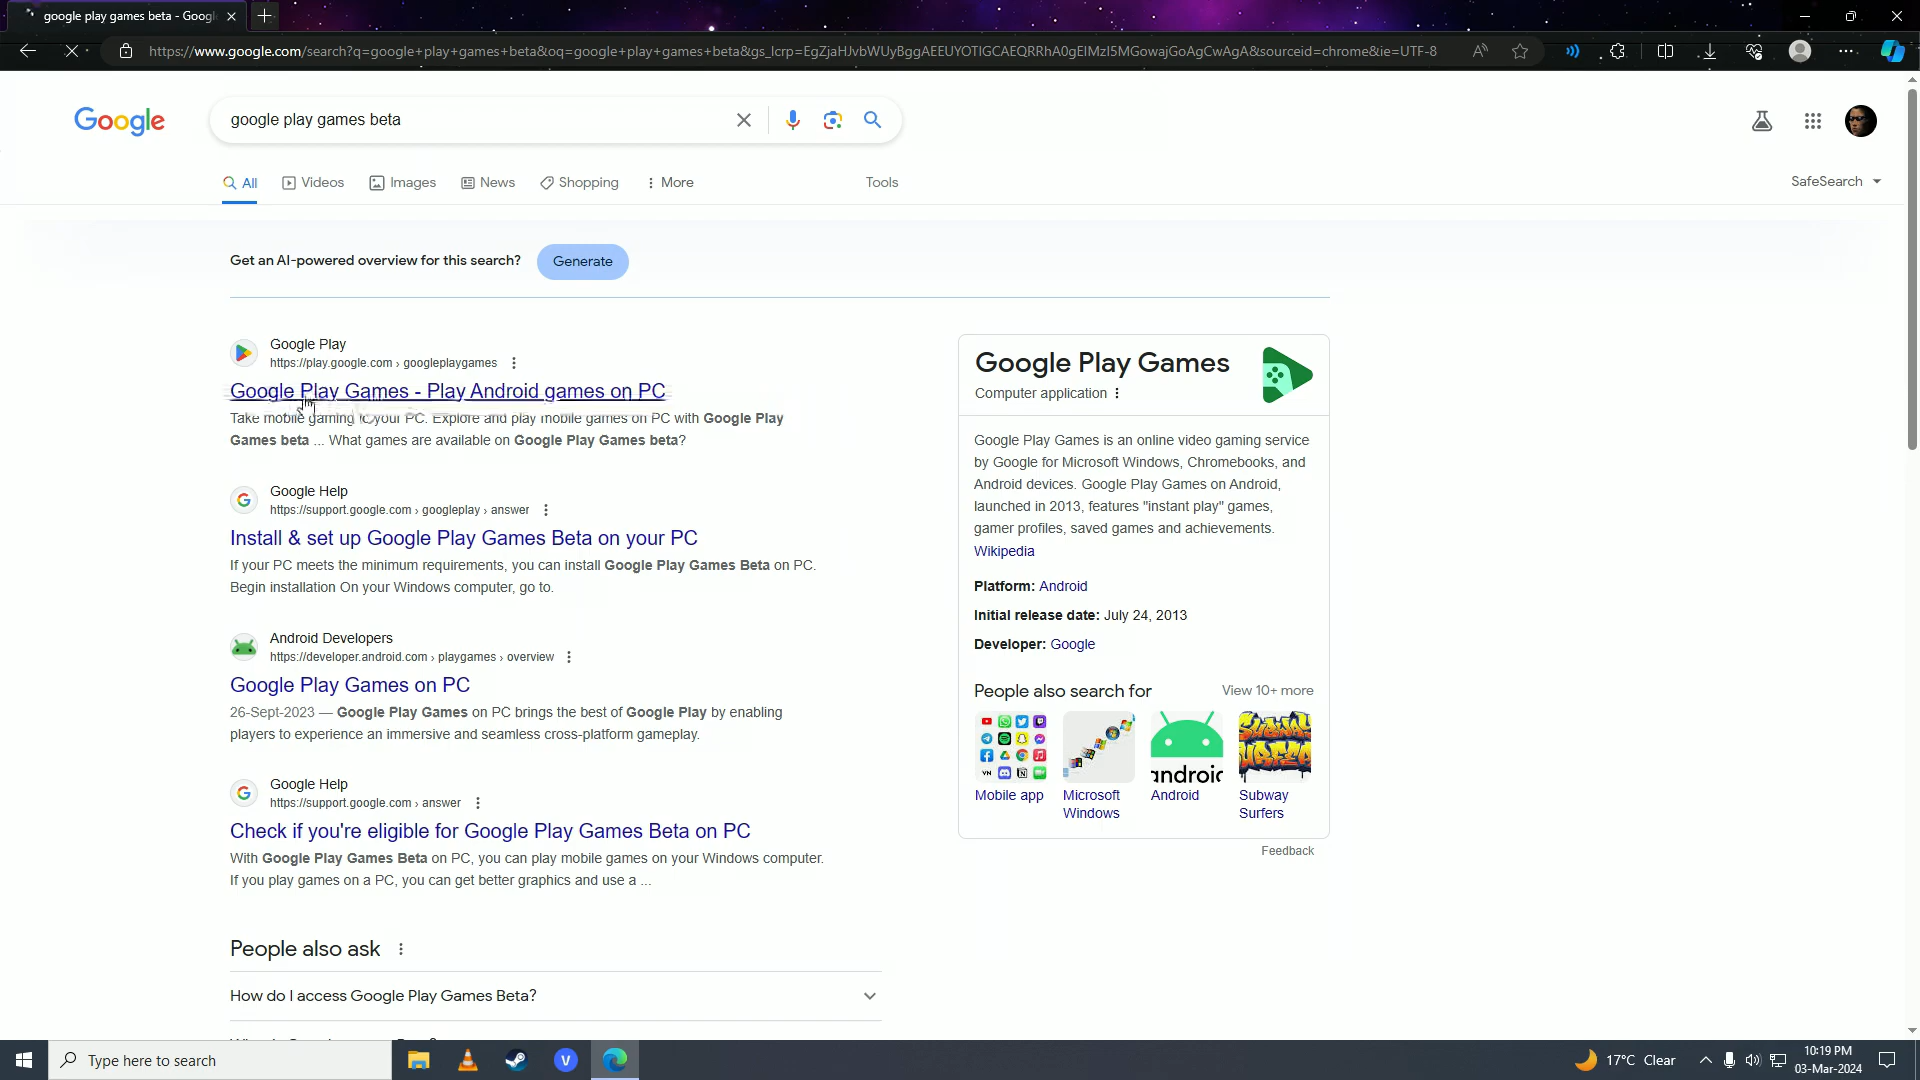 google play games beta - Googl
https://www.google.com/search?q=google+play+games+beta&oq=google+play+games+beta&gs_lcrp=EgZjaHJvbWUyBggAEEUYOTIGCAEQRRhA0gEIMzI5MGowajGoAgCwAgA&sourceid=chrome&ie=UTF-8
Google
google play games beta
All
Videos
Images
News
Shopping
More
Tools
SafeSearch
Get an AI-powered overview for this search?
Generate
Google Play
https://play.google.com › googleplaygames
Google Play Games - Play Android games on PC
Take mobile gaming to your PC. Explore and play mobile games on PC with Google Play
Games beta ... What games are available on Google Play Games beta?
Google Help
https://support.google.com › googleplay › answer
Install & set up Google Play Games Beta on your PC
If your PC meets the minimum requirements, you can install Google Play Games Beta on PC.
Begin installation On your Windows computer, go to.
Android Developers
https://developer.android.com › playgames › overview
Google Play Games on PC
26-Sept-2023 — Google Play Games on PC brings the best of Google Play by enabling
players to experience an immersive and seamless cross-platform gameplay.
Google Help
https://support.google.com › answer
Check if you're eligible for Google Play Games Beta on PC
With Google Play Games Beta on PC, you can play mobile games on your Windows computer.
If you play games on a PC, you can get better graphics and use a ...
People also ask
How do I access Google Play Games Beta?
Google Play Games
Computer application
Google Play Games is an online video gaming service
by Google for Microsoft Windows, Chromebooks, and
Android devices. Google Play Games on Android,
launched in 2013, features "instant play" games,
gamer profiles, saved games and achievements.
Wikipedia
Platform: Android
Initial release date: July 24, 2013
Developer: Google
People also search for
View 10+ more
Mobile app
Microsoft
Windows
Android
Subway
Surfers
Feedback
Type here to search
17°C Clear
10:19 PM
03-Mar-2024